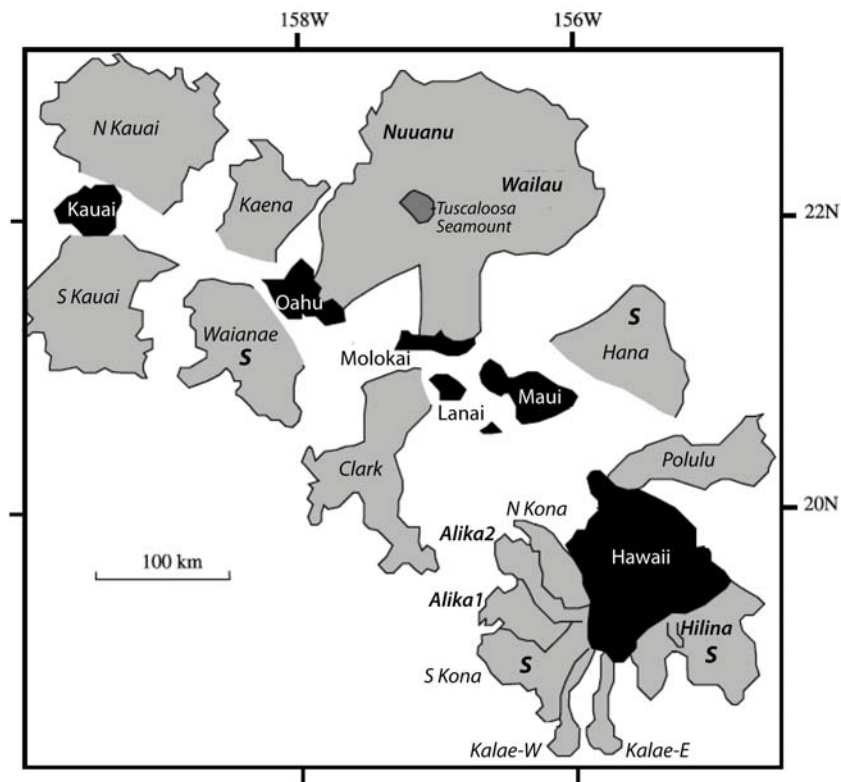 158W
156W
N Kauai
Nuuanu
Wailau
Kaena
Kauai
Tuscaloosa
Seamount
22N
S Kauai
Oahu
Waianae
S
S
Hana
Molokai
Maui
Lanai
Clark
Polulu
N Kona
20N
Alika2
Hawaii
100 km
Alika1
Hilina
S
S
S Kona
Kalae-W
Kalae-E